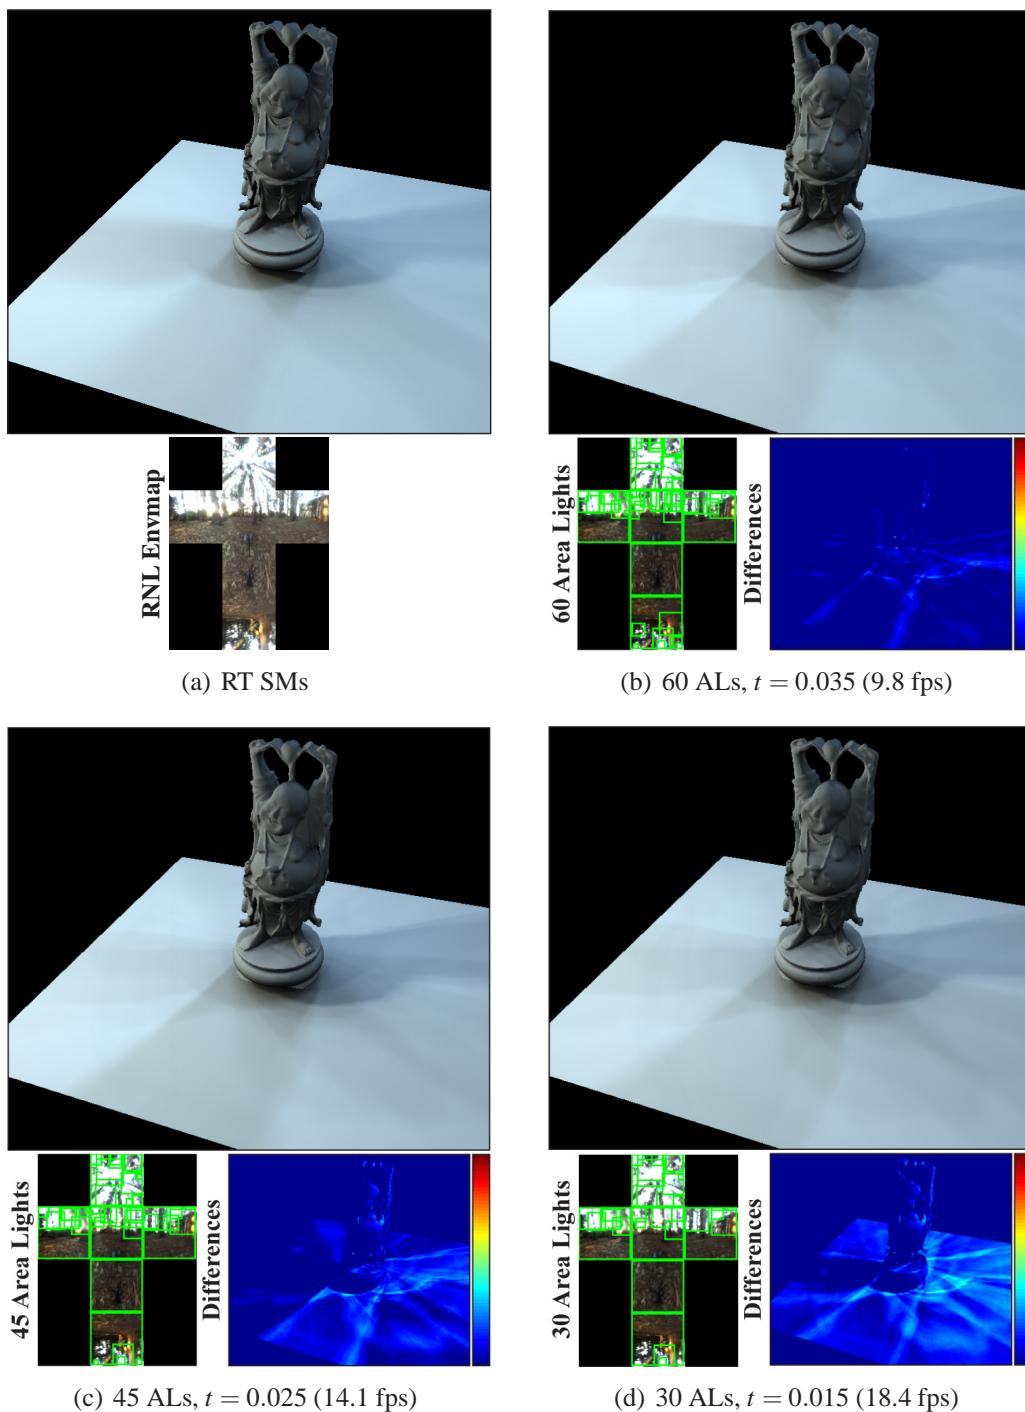 RNL Envmap
(a) RT SMs
60 Area Lights
Differences
(b) 60 ALs, t = 0.035 (9.8 fps)
45 Area Lights
Differences
(c) 45 ALs, t = 0.025 (14.1 fps)
30 Area Lights
Differences
(d) 30 ALs, t = 0.015 (18.4 fps)